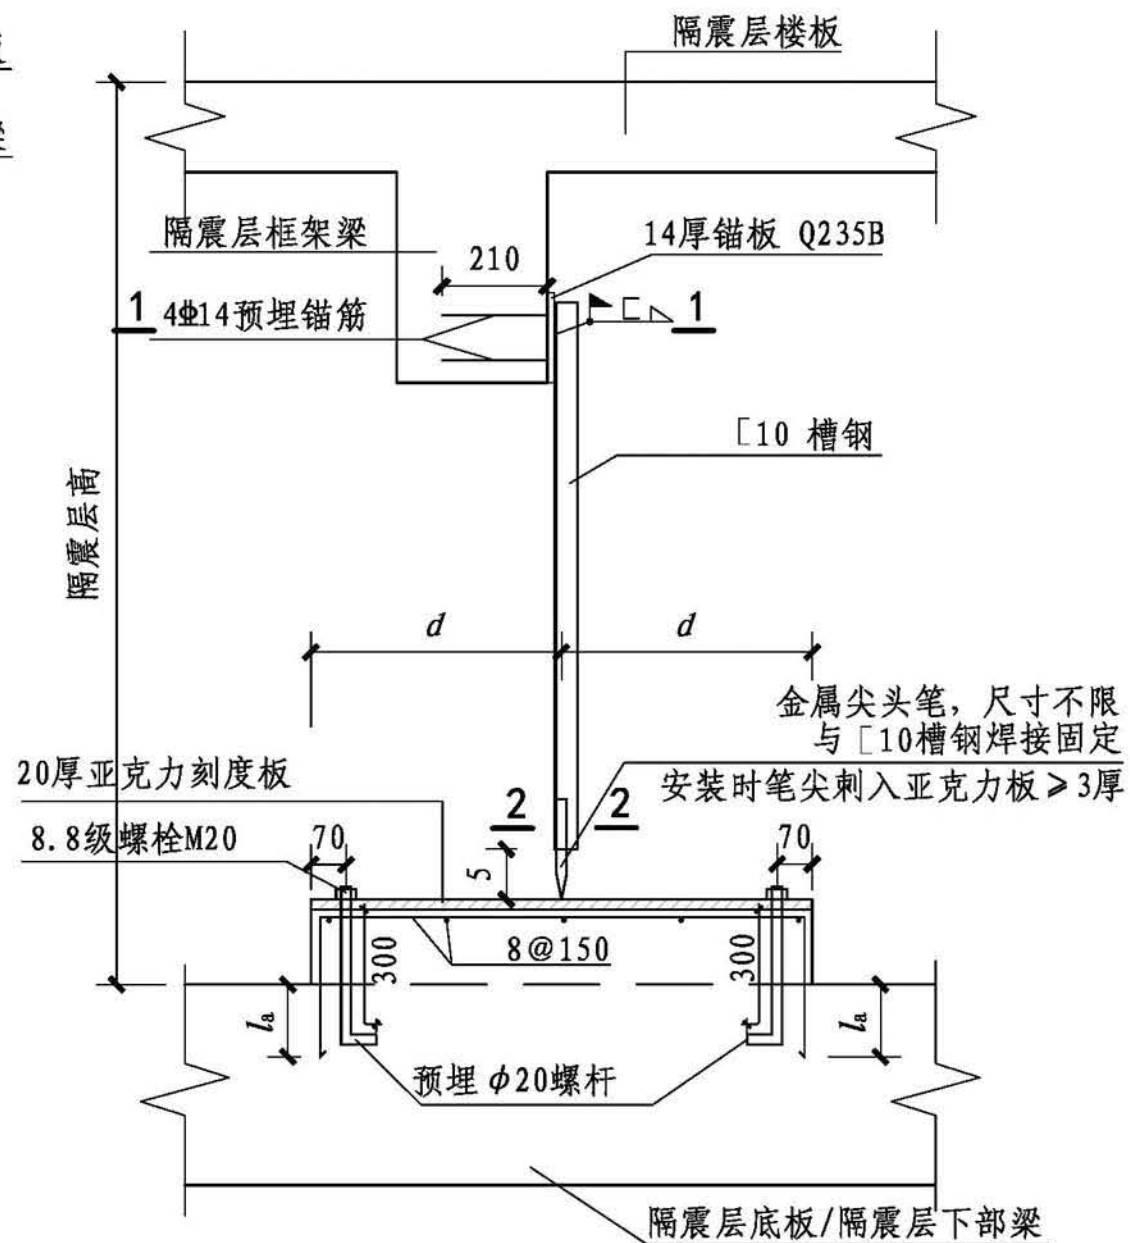 隔震层楼板
隔震层框架梁
210
14厚锚板 Q235B
1
4Φ14预埋锚筋
1
[10 槽钢
隔震层高
d
d
金属尖头笔，尺寸不限
与[10槽钢焊接固定
安装时笔尖刺入亚克力板≥3厚
20厚亚克力刻度板
8.8级螺栓M20
70
2
2
70
5
300
8@150
300
la
la
预埋φ20螺杆
隔震层底板/隔震层下部梁